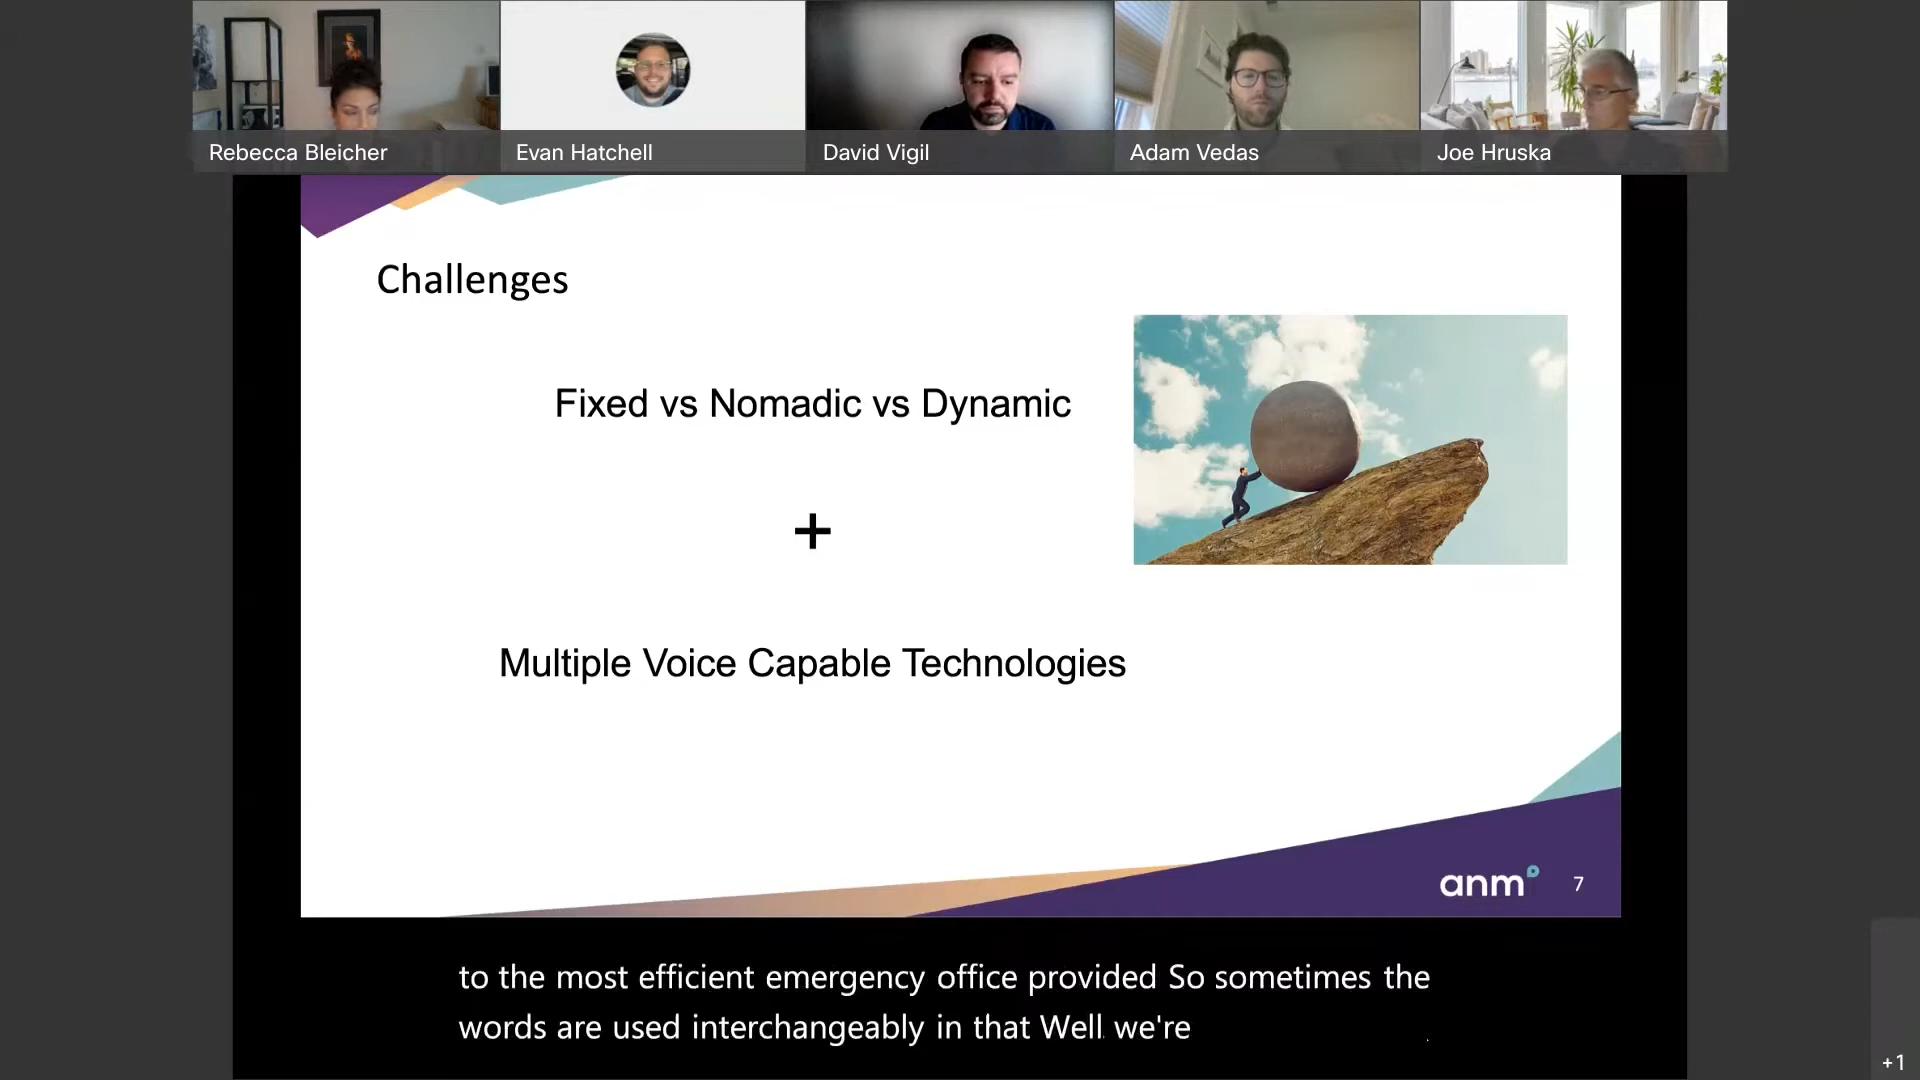 Rebecca Bleicher
Evan Hatchell
David Vigil
Adam Vedas
Joe Hruska
Challenges
Fixed vs Nomadic vs Dynamic
+
Multiple Voice Capable Technologies
anm
7
to the most efficient emergency office provided So sometimes the
words are used interchangeably in that Well we're
+1